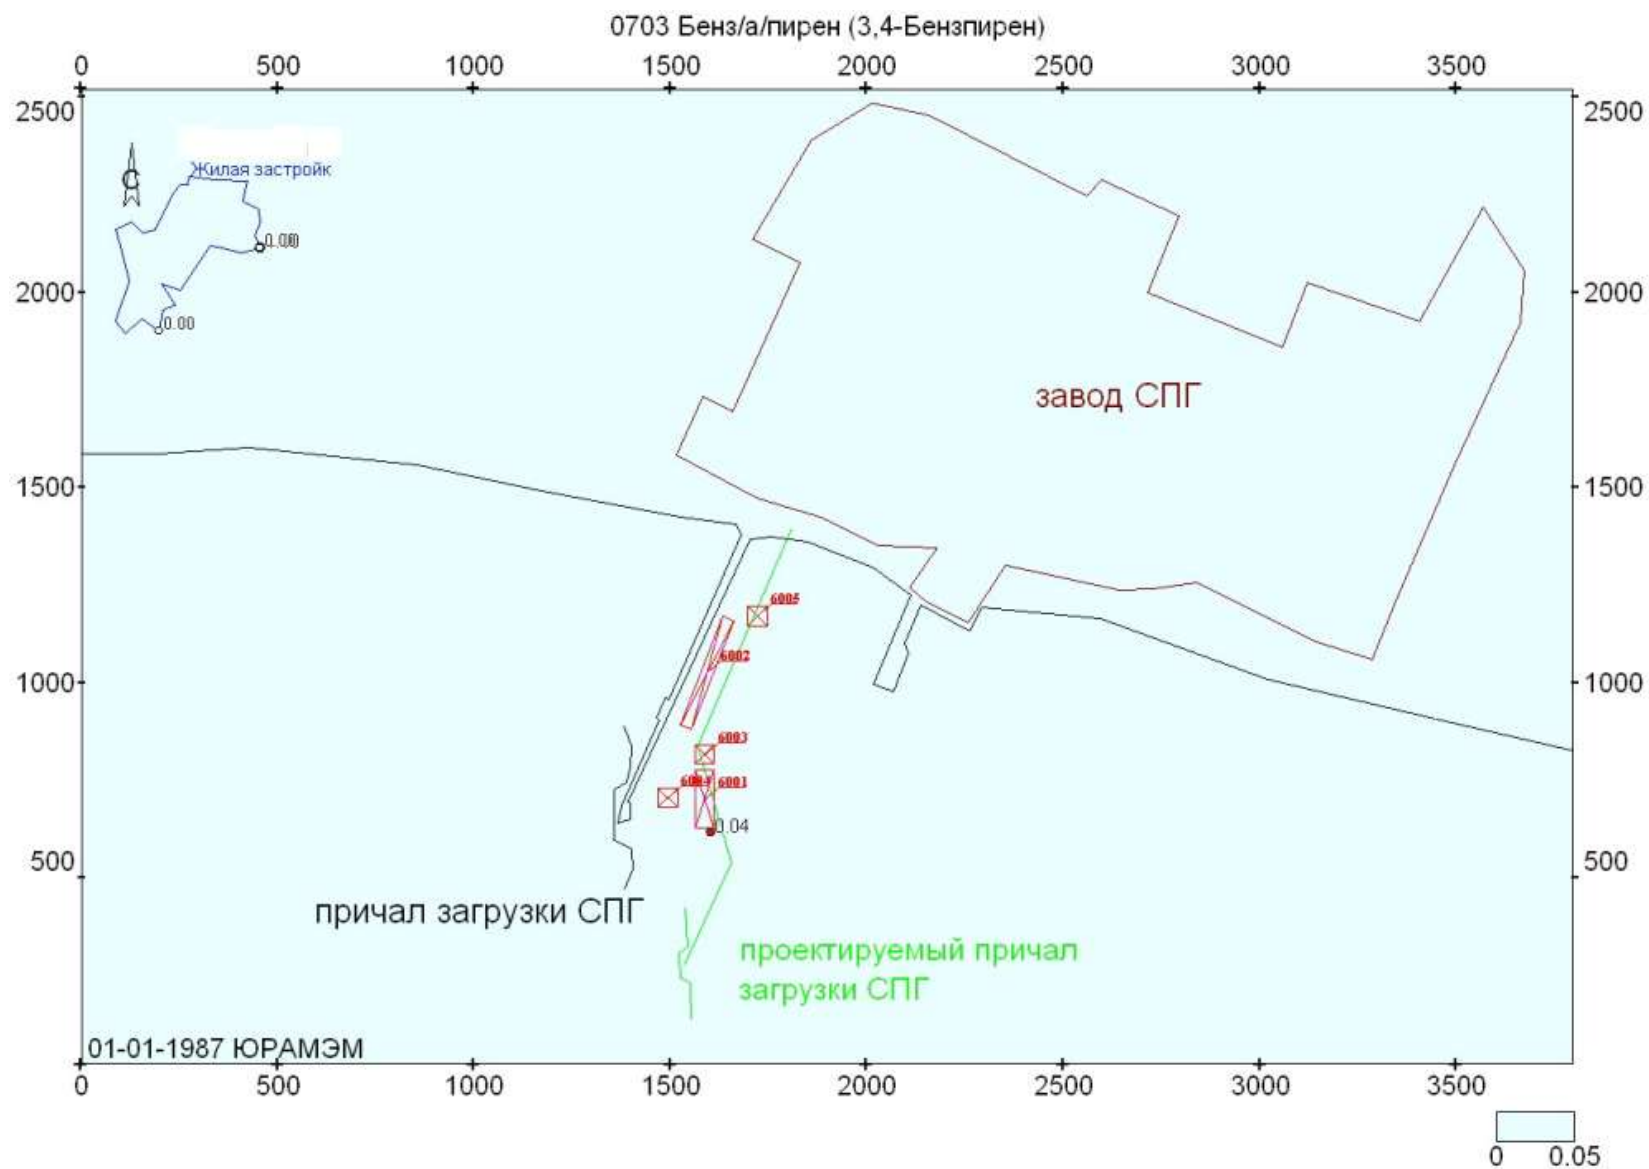 0703 Бенз/а/пирен (3,4-Бензпирен)
0 500 1000 1500 2000 2500 3000 3500
2500 2500
Жилая застройк
С
0.00
2000 2000
0.00
завод СПГ
1500 1500
6005
6002
1000 1000
6003
6004 6001
0.04
500 500
причал загрузки СПГ
проектируемый причал
загрузки СПГ
01-01-1987 ЮРАМЭМ
0 500 1000 1500 2000 2500 3000 3500
0 0.05